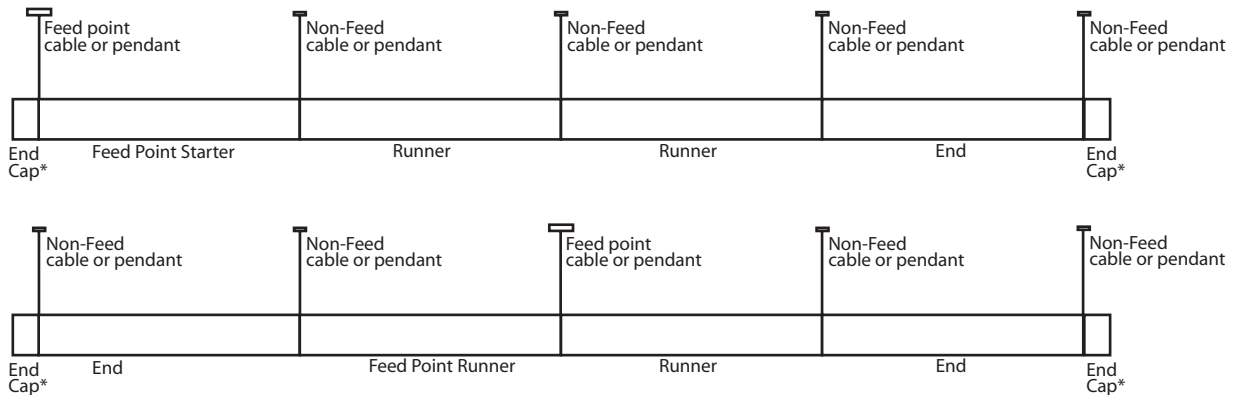 Feed point
cable or pendant
Non-Feed
cable or pendant
Non-Feed
cable or pendant
Non-Feed
cable or pendant
Non-Feed
cable or pendant
End
Cap*
Feed Point Starter
Runner
Runner
End
End
Cap*
Non-Feed
cable or pendant
Non-Feed
cable or pendant
Feed point
cable or pendant
Non-Feed
cable or pendant
Non-Feed
cable or pendant
End
Cap*
End
Feed Point Runner
Runner
End
End
Cap*